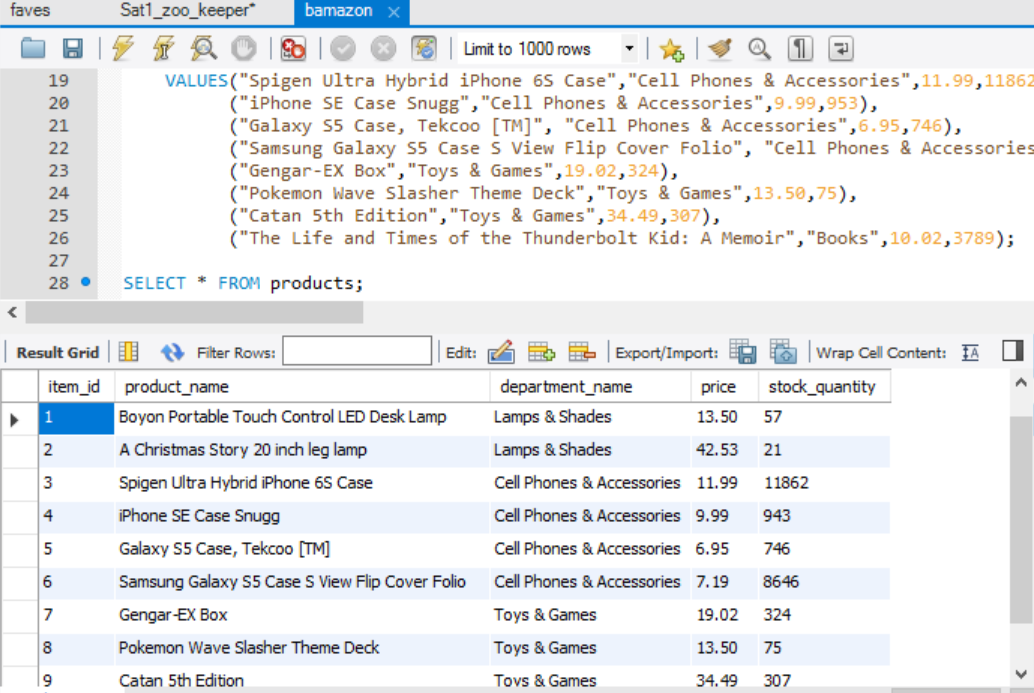 faves Sat1_zoo_keeper* bamazon ×
Limit to 1000 rows
19 VALUES("Spigen Ultra Hybrid iPhone 6S Case","Cell Phones & Accessories",11.99,11862
20 ("iPhone SE Case Snugg","Cell Phones & Accessories",9.99,953),
21 ("Galaxy S5 Case, Tekcoo [TM]", "Cell Phones & Accessories",6.95,746),
22 ("Samsung Galaxy S5 Case S View Flip Cover Folio", "Cell Phones & Accessories
23 ("Gengar-EX Box","Toys & Games",19.02,324),
24 ("Pokemon Wave Slasher Theme Deck","Toys & Games",13.50,75),
25 ("Catan 5th Edition","Toys & Games",34.49,307),
26 ("The Life and Times of the Thunderbolt Kid: A Memoir","Books",10.02,3789);
27
28 SELECT * FROM products;
Result Grid Filter Rows: Edit: Export/Import: Wrap Cell Content: IA
item_id product_name department_name price stock_quantity
1 Boyon Portable Touch Control LED Desk Lamp Lamps & Shades 13.50 57
2 A Christmas Story 20 inch leg lamp Lamps & Shades 42.53 21
3 Spigen Ultra Hybrid iPhone 6S Case Cell Phones & Accessories 11.99 11862
4 iPhone SE Case Snugg Cell Phones & Accessories 9.99 943
5 Galaxy S5 Case, Tekcoo [TM] Cell Phones & Accessories 6.95 746
6 Samsung Galaxy S5 Case S View Flip Cover Folio Cell Phones & Accessories 7.19 8646
7 Gengar-EX Box Toys & Games 19.02 324
8 Pokemon Wave Slasher Theme Deck Toys & Games 13.50 75
9 Catan 5th Edition Toys & Games 34.49 307